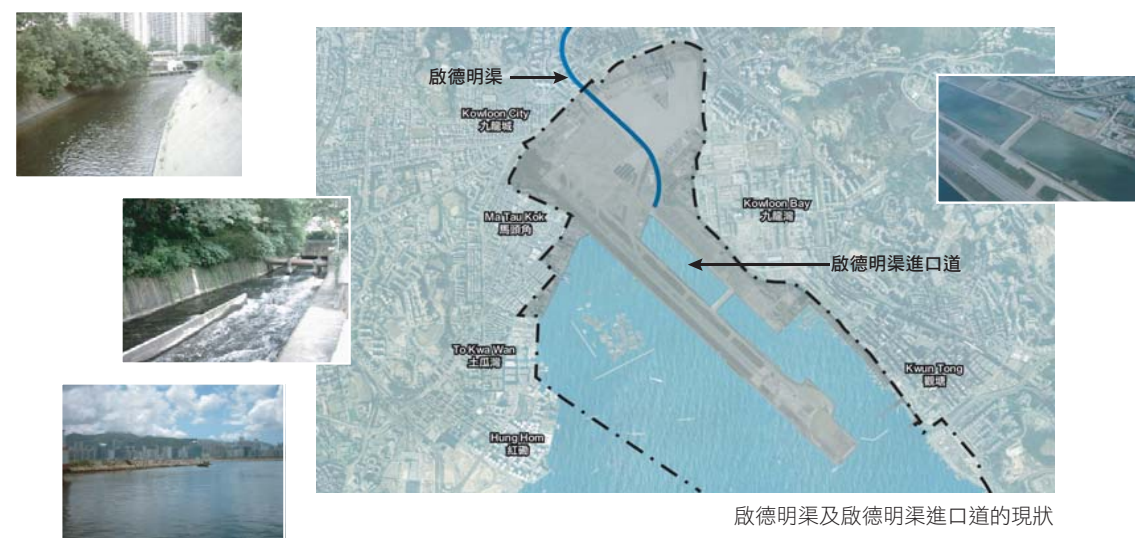 啟德明渠
Kowloon City
九龍城
Ma Tau Kok
馬頭角
Kowloon Bay
九龍灣
啟德明渠進口道
To Kwa Wan
土瓜灣
Kwun Tong
觀塘
Hung Hom
紅磡
啟德明渠及啟德明渠進口道的現狀